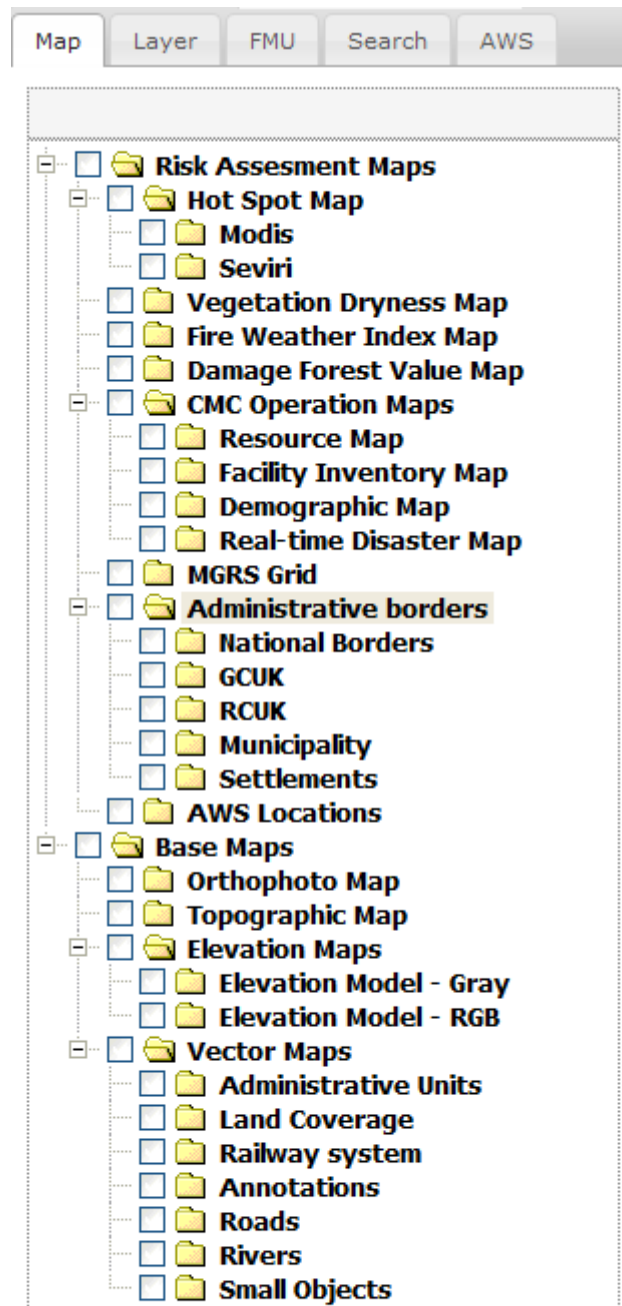 Map Layer FMU Search AWS
Risk Assesment Maps
Hot Spot Map
Modis
Seviri
Vegetation Dryness Map
Fire Weather Index Map
Damage Forest Value Map
CMC Operation Maps
Resource Map
Facility Inventory Map
Demographic Map
Real-time Disaster Map
MGRS Grid
Administrative borders
National Borders
GCUK
RCUK
Municipality
Settlements
AWS Locations
Base Maps
Orthophoto Map
Topographic Map
Elevation Maps
Elevation Model - Gray
Elevation Model - RGB
Vector Maps
Administrative Units
Land Coverage
Railway system
Annotations
Roads
Rivers
Small Objects